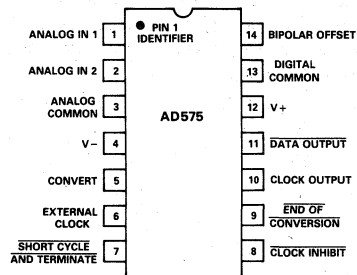 ANALOG IN 1
1
PIN 1
IDENTIFIER
14
BIPOLAR OFFSET
ANALOG IN 2
2
13
DIGITAL
COMMON
ANALOG
COMMON
3
AD575
12
V+
V−
4
11
DATA OUTPUT
CONVERT
5
10
CLOCK OUTPUT
EXTERNAL
CLOCK
6
9
END OF
CONVERSION
SHORT CYCLE
AND TERMINATE
7
8
CLOCK INHIBIT